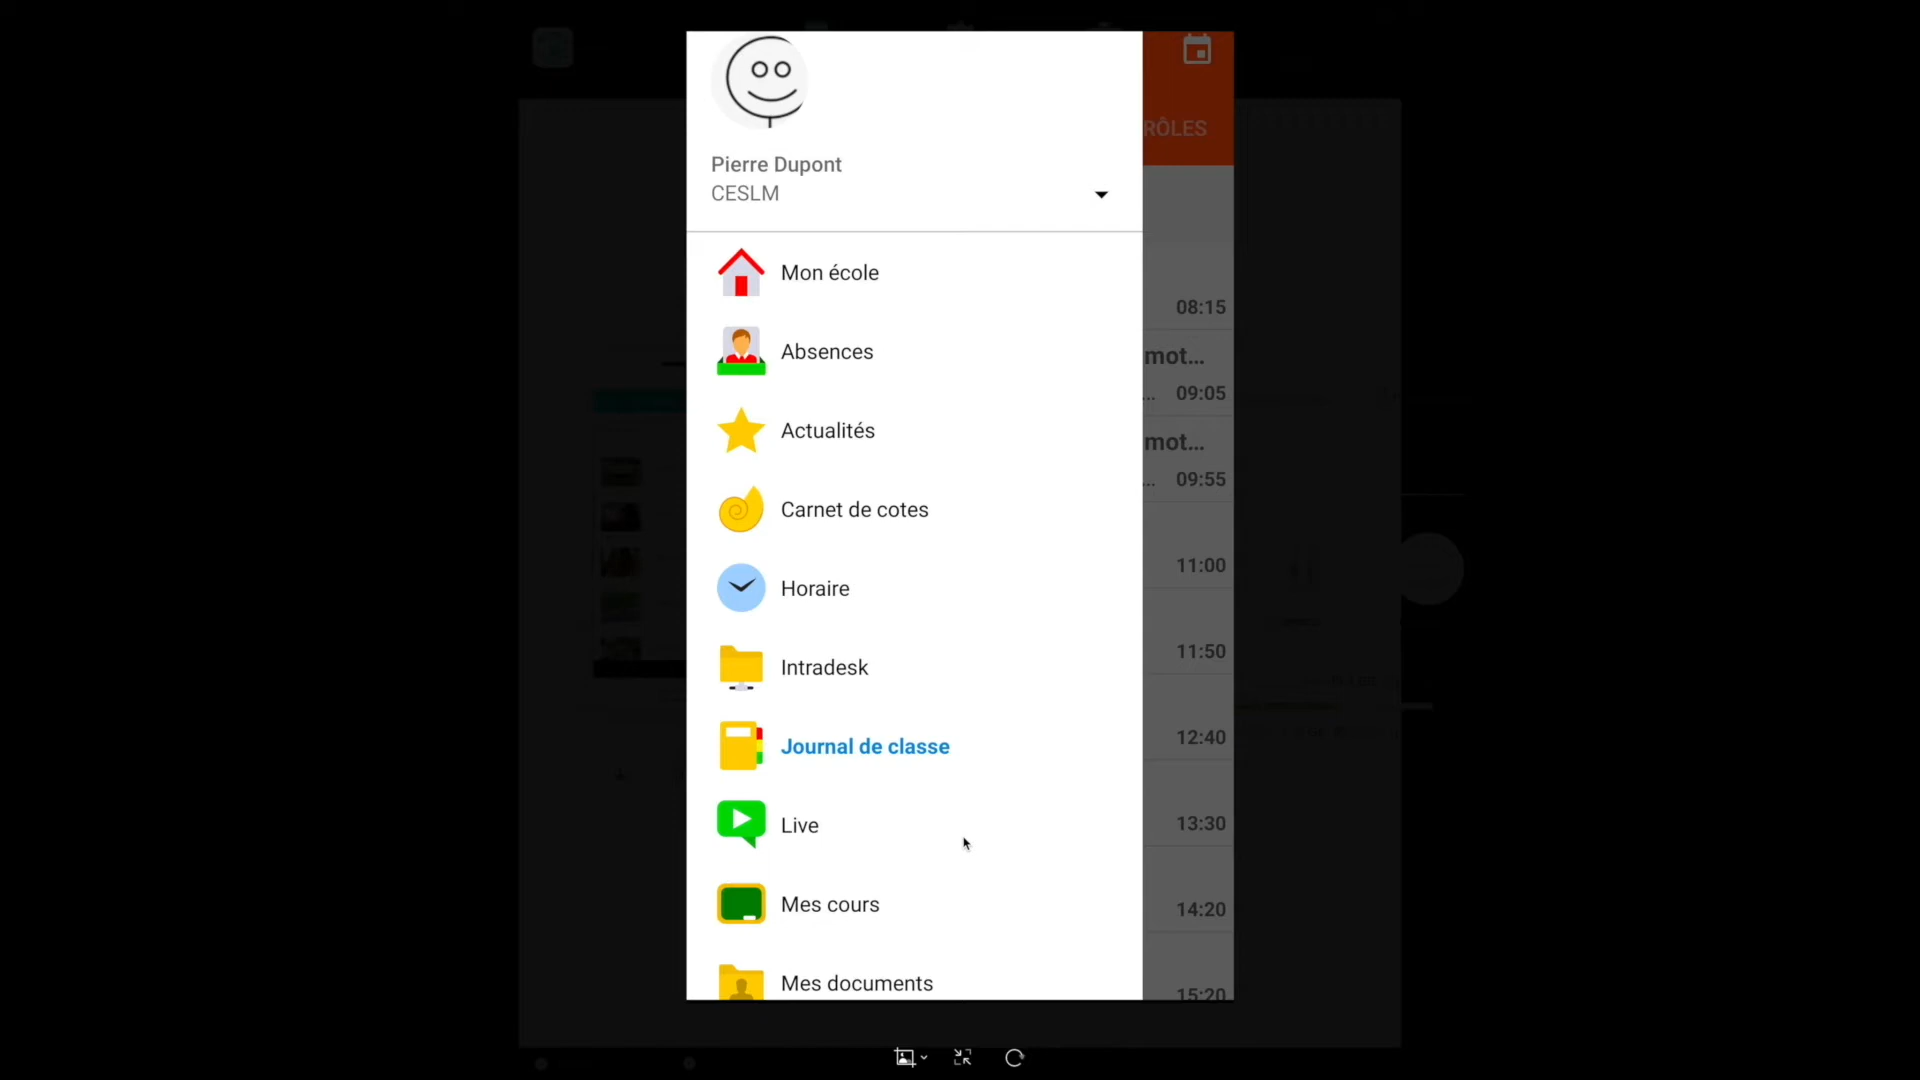 RÔLES
Pierre Dupont
CESLM
Mon école
08:15
Absences
mot...
... 09:05
Actualités
mot...
... 09:55
Carnet de cotes
11:00
Horaire
11:50
Intradesk
12:40
Journal de classe
13:30
Live
14:20
Mes cours
15:20
Mes documents